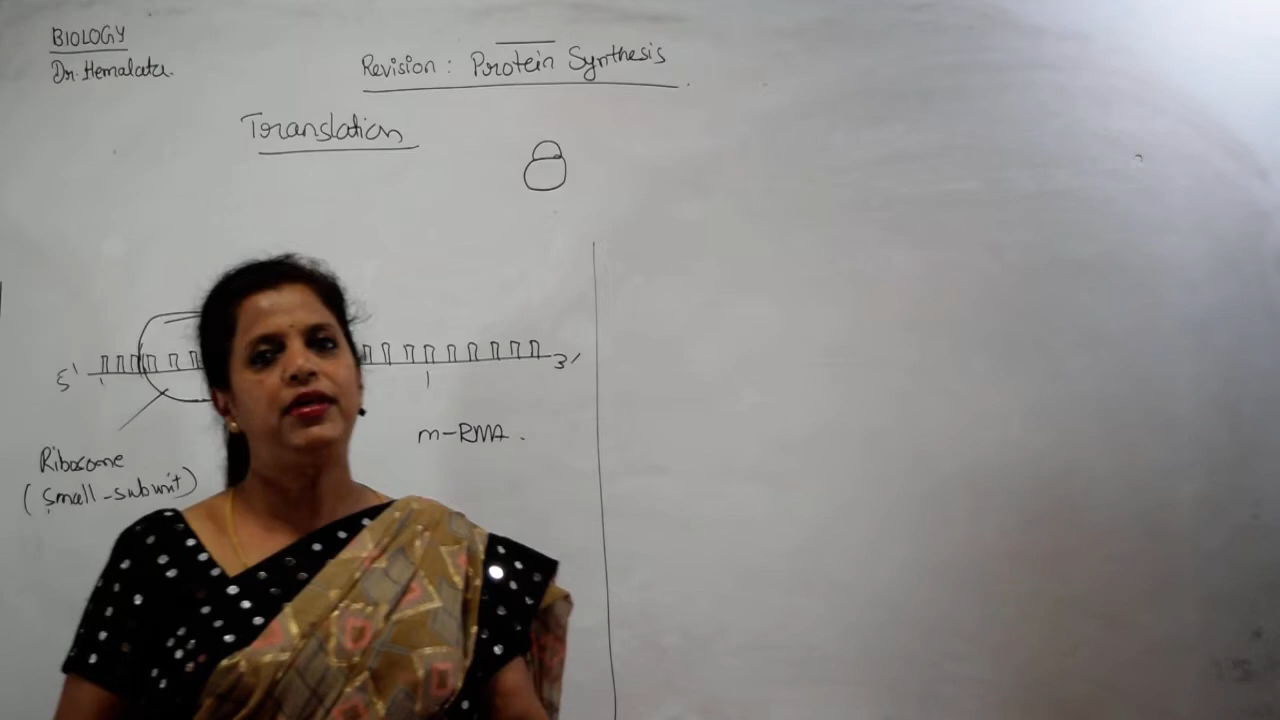 BIOLOGY
Dr. Hemalata.
Revision : Protein Synthesis
Translation
5'
3'
m-RNA .
Ribosome
(small-subunit)